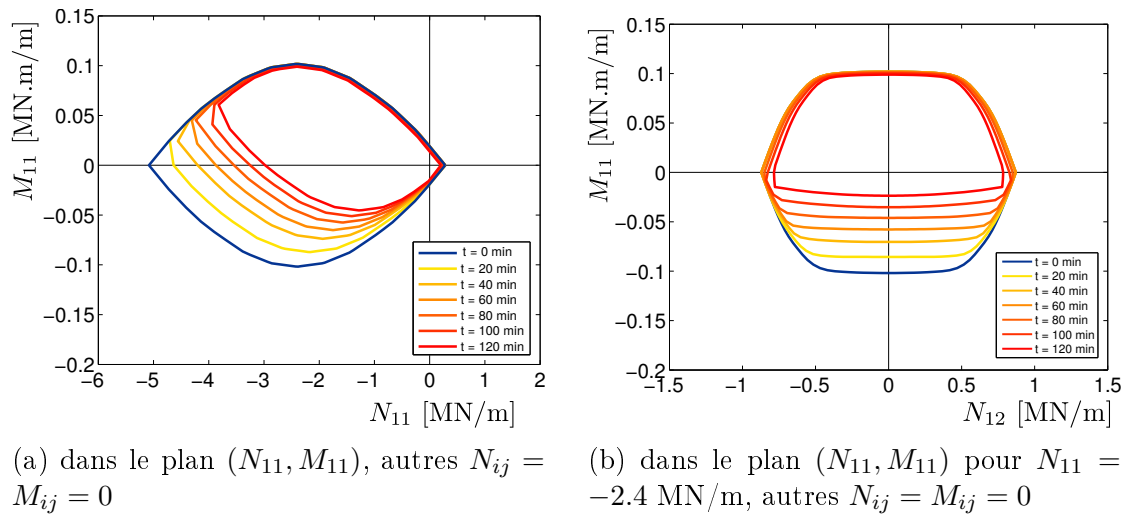 0.15
0.1
0.05
0
−0.05
−0.1
−0.15
−0.2
M11 [MN.m/m]
−6 −5 −4 −3 −2 −1 0 1 2
N11 [MN/m]
t = 0 min
t = 20 min
t = 40 min
t = 60 min
t = 80 min
t = 100 min
t = 120 min
(a) dans le plan (N11, M11), autres Nij =
Mij = 0
0.15
0.1
0.05
0
−0.05
−0.1
−0.15
−0.2
M11 [MN.m/m]
−1.5 −1 −0.5 0 0.5 1 1.5
N12 [MN/m]
t = 0 min
t = 20 min
t = 40 min
t = 60 min
t = 80 min
t = 100 min
t = 120 min
(b) dans le plan (N11, M11) pour N11 =
−2.4 MN/m, autres Nij = Mij = 0